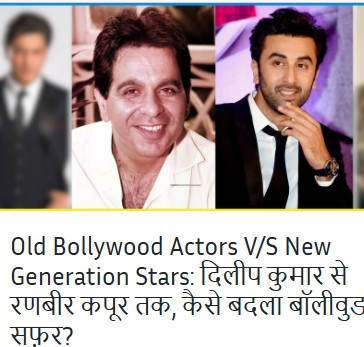 Old Bollywood Actors V/S New
Generation Stars: दिलीप कुमार से
रणबीर कपूर तक, कैसे बदला बॉलीवुड
सफ़र?